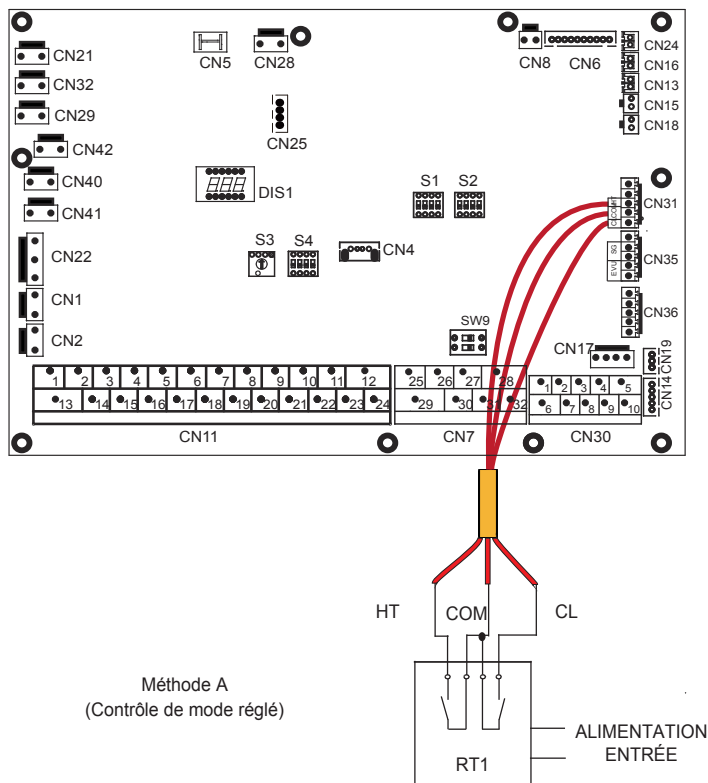 CN21
CN5
CN28
CN8
CN6
CN24
CN32
CN16
CN13
CN29
CN15
CN25
CN18
CN42
CN40
DIS1
S1
S2
CN31
CN41
COM
CL
S3
S4
CN4
SG
CN35
EVU
CN22
CN1
CN36
SW9
CN2
CN17
CN19
1 2 3 4 5 6 7 8 9 10 11 12
25 26 27 28
1 2 3 4 5
CN14
13 14 15 16 17 18 19 20 21 22 23 24
29 30 31 32
6 7 8 9 10
CN11
CN7
CN30
HT
COM
CL
Méthode A
(Contrôle de mode réglé)
RT1
ALIMENTATION
ENTRÉE